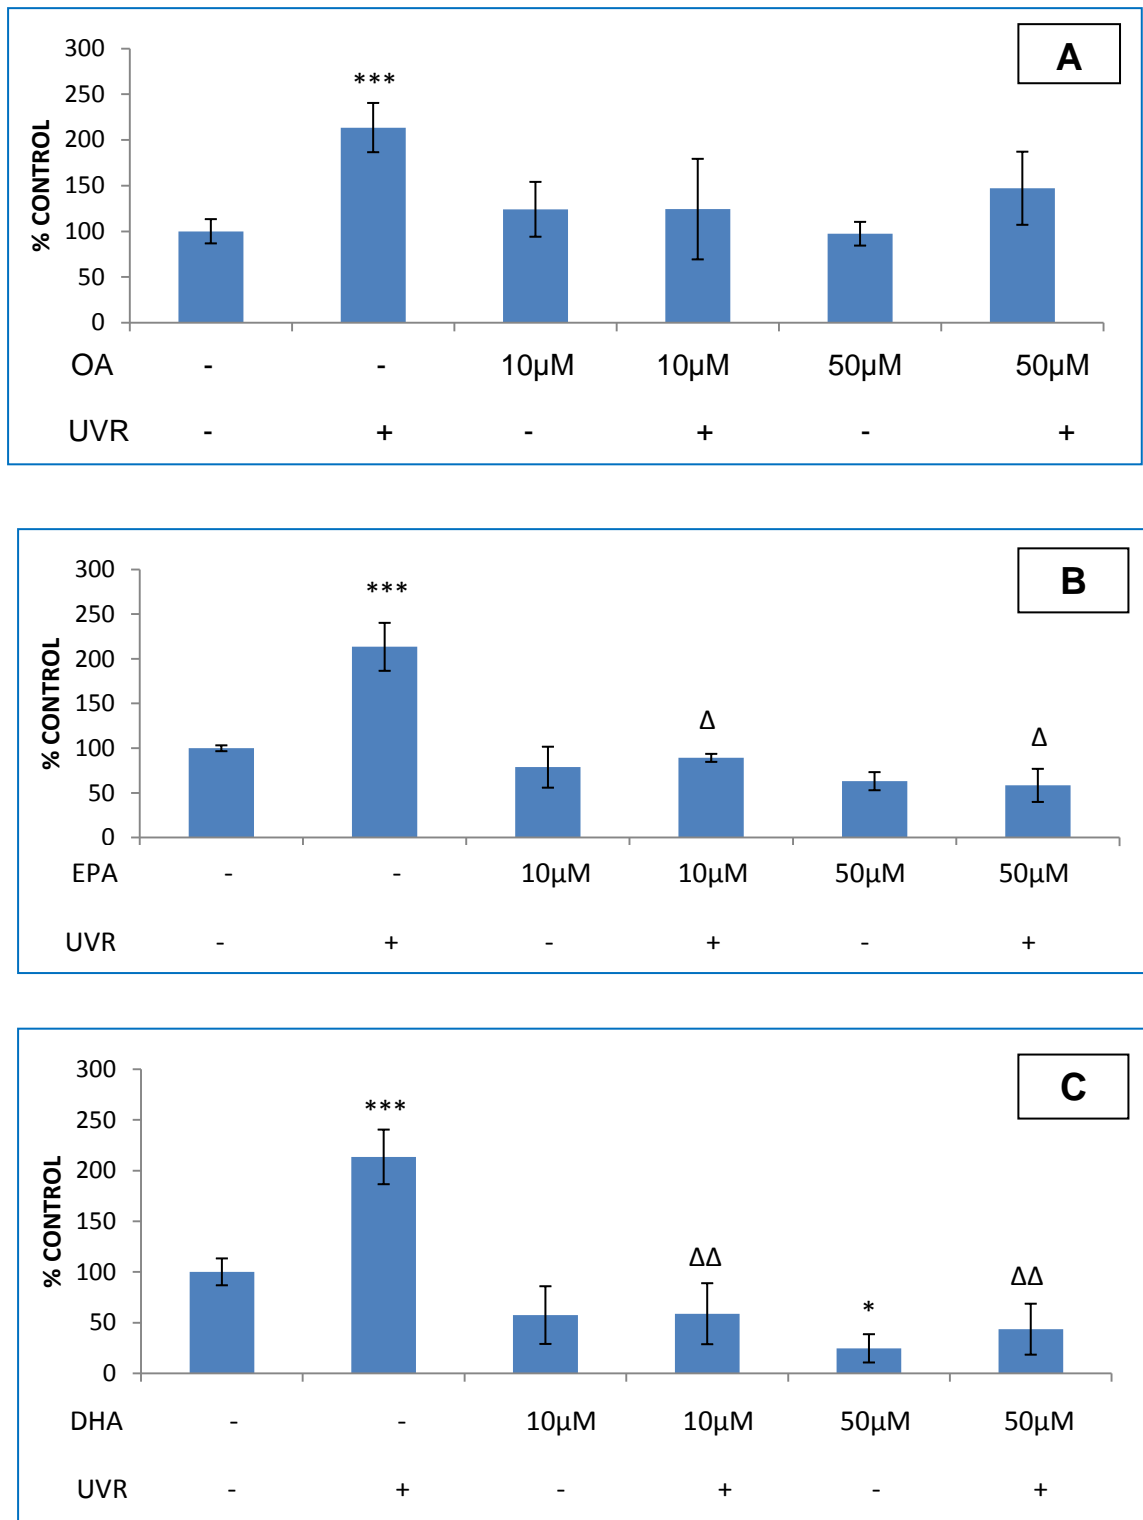 A
300
***
250
200
150
100
50
0
% CONTROL
OA - - 10µM 10µM 50µM 50µM
UVR - + - + - +
B
300
***
250
200
150
Δ Δ
100
50
0
% CONTROL
EPA - - 10µM 10µM 50µM 50µM
UVR - + - + - +
C
300
***
250
200
150
ΔΔ * ΔΔ
100
50
0
% CONTROL
DHA - - 10µM 10µM 50µM 50µM
UVR - + - + - +